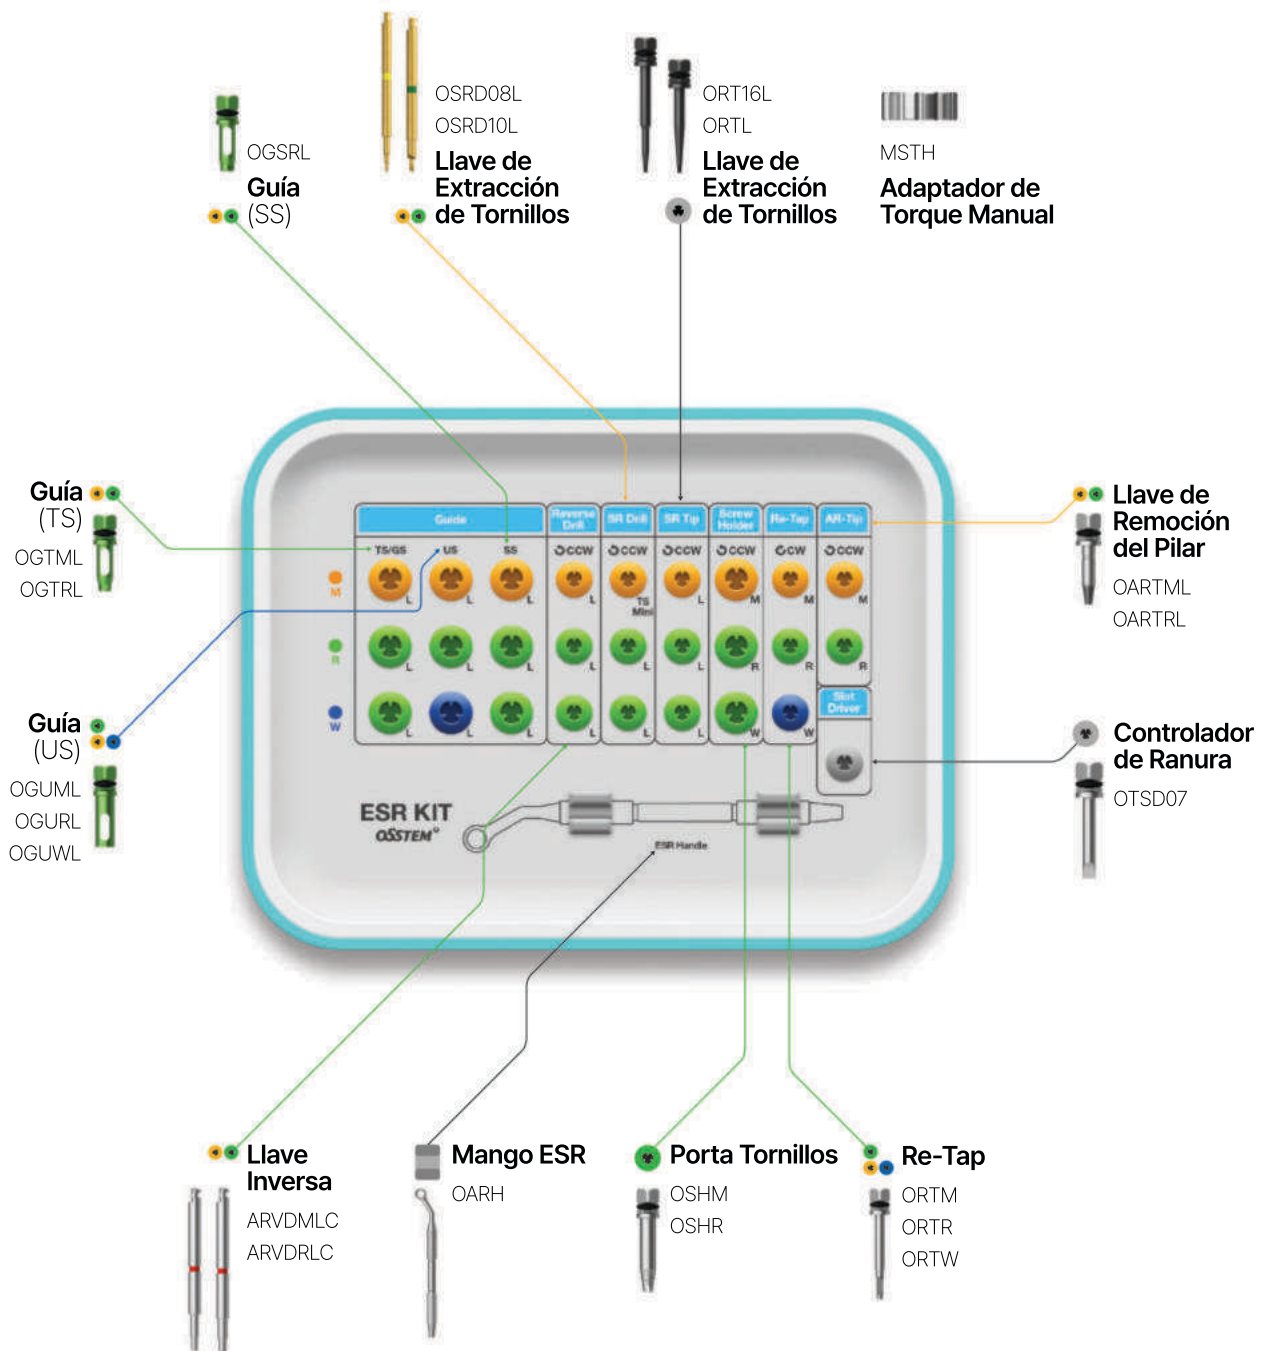 OSRD08L
OSRD10L
Llave de
Extracción
de Tornillos
ORT16L
ORTL
Llave de
Extracción
de Tornillos
MSTH
Adaptador de
Torque Manual
OGSRL
Guía
(SS)
Guía
(TS)
OGTML
OGTRL
Guía
(US)
OGUML
OGURL
OGUWL
Guide
Reverse
Drill
SR Drill
SR Tip
Screw
Holder
Re-Tap
AR-Tip
TS/GS
US
SS
CCW
CCW
CCW
CCW
CW
CCW
M
L
L
L
L
TS
Mini
L
M
M
M
R
L
L
L
L
L
L
R
R
R
W
L
L
L
L
L
L
W
W
Slot
Driver
ESR KIT
OSSTEM
ESR Handle
Llave de
Remoción
del Pilar
OARTML
OARTRL
Controlador
de Ranura
OTSD07
Llave
Inversa
ARVDMLC
ARVDRLC
Mango ESR
OARH
Porta Tornillos
OSHM
OSHR
Re-Tap
ORTM
ORTR
ORTW